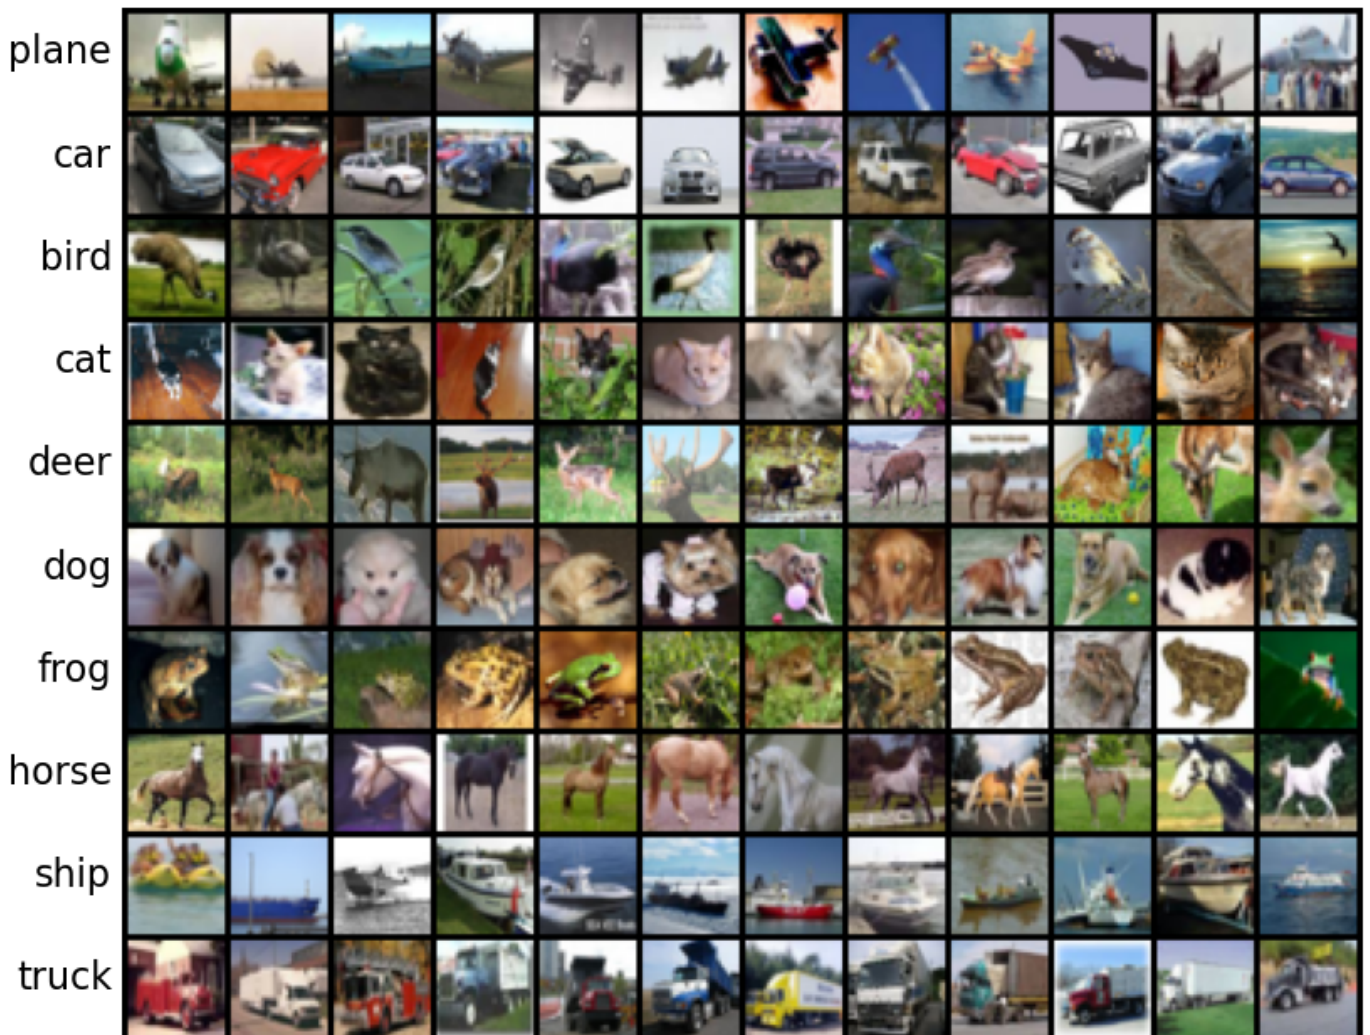 plane
car
bird
cat
deer
dog
frog
horse
ship
truck